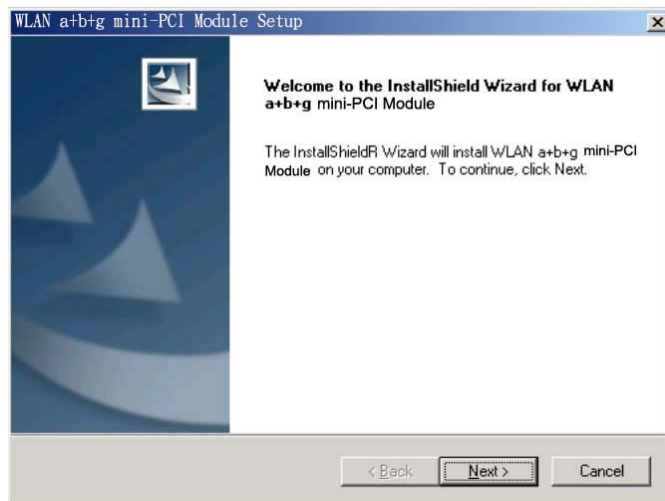 WLAN a+b+g mini-PCI Module Setup
Welcome to the InstallShield Wizard for WLAN
a+b+g mini-PCI Module
The InstallShieldR Wizard will install WLAN a+b+g mini-PCI
Module on your computer. To continue, click Next.
< Back Next > Cancel